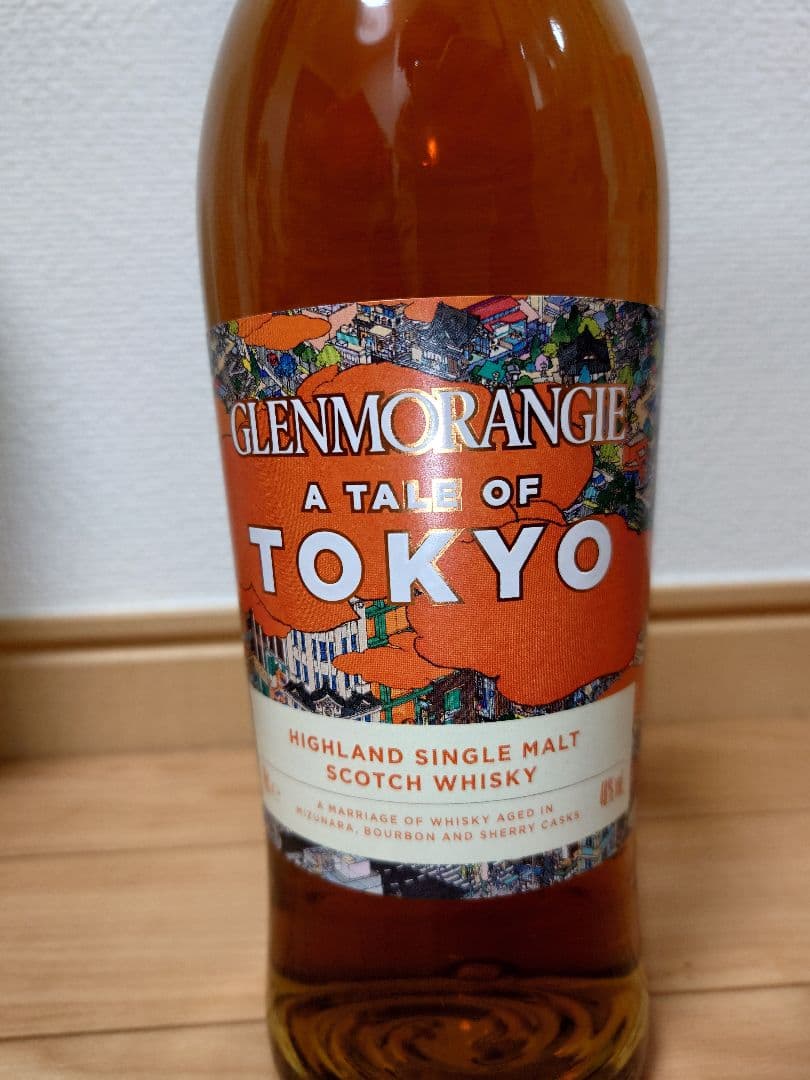 GLENMORANGIE
A TALE OF
TOKYO
HIGHLAND SINGLE MALT
SCOTCH WHISKY
A MARRIAGE OF WHISKY AGED IN
MIZUNARA, BOURBON AND SHERRY CASKS